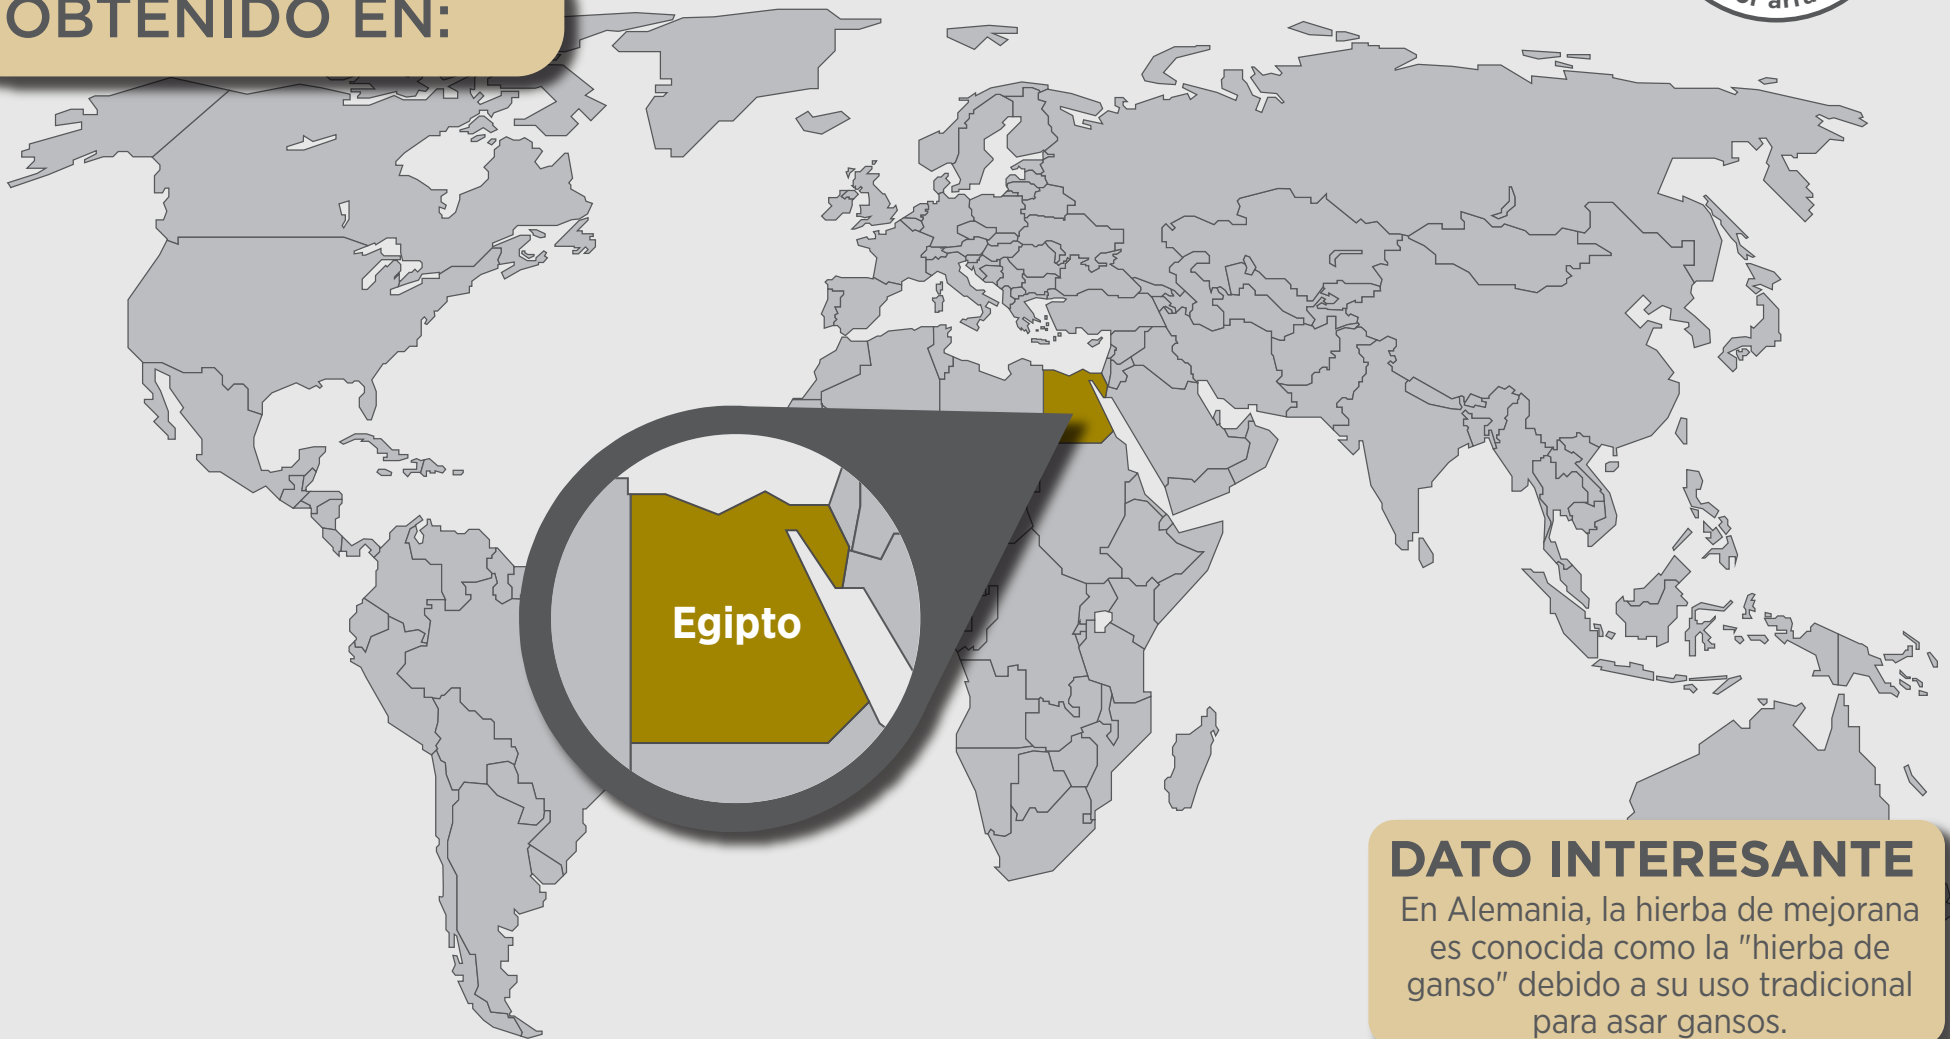 OBTENIDO EN:
Egipto
DATO INTERESANTE
En Alemania, la hierba de mejorana
es conocida como la "hierba de
ganso" debido a su uso tradicional
para asar gansos.